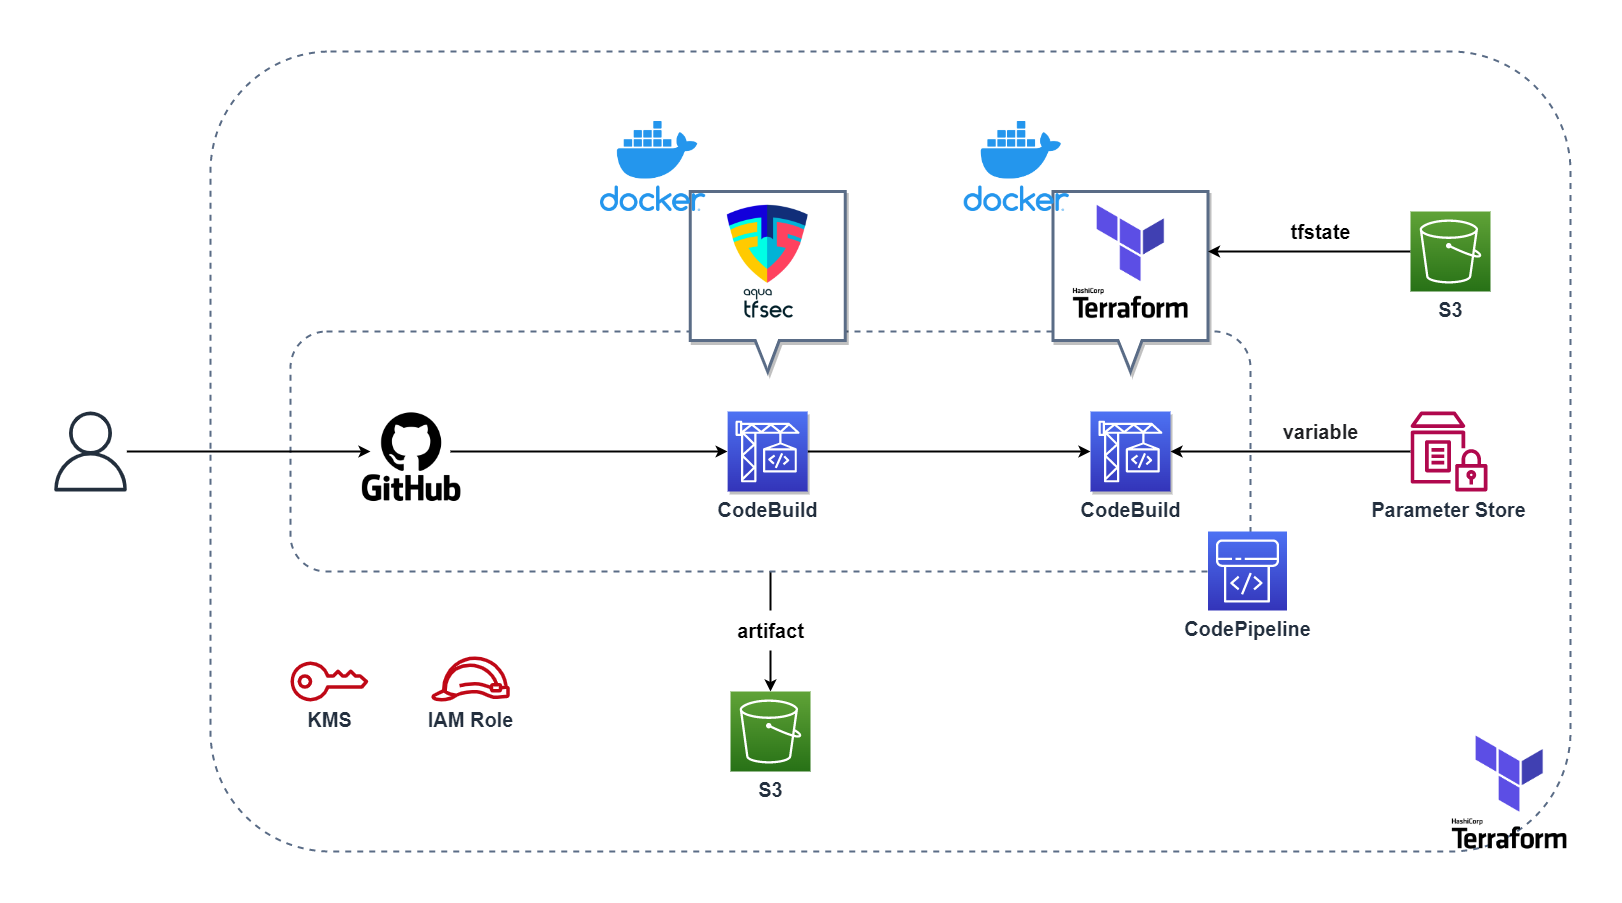 docker
docker
aqua
tfsec
HashiCorp
Terraform
tfstate
S3
GitHub
</>
CodeBuild
</>
CodeBuild
variable
Parameter Store
</>
CodePipeline
artifact
KMS
IAM Role
S3
HashiCorp
Terraform